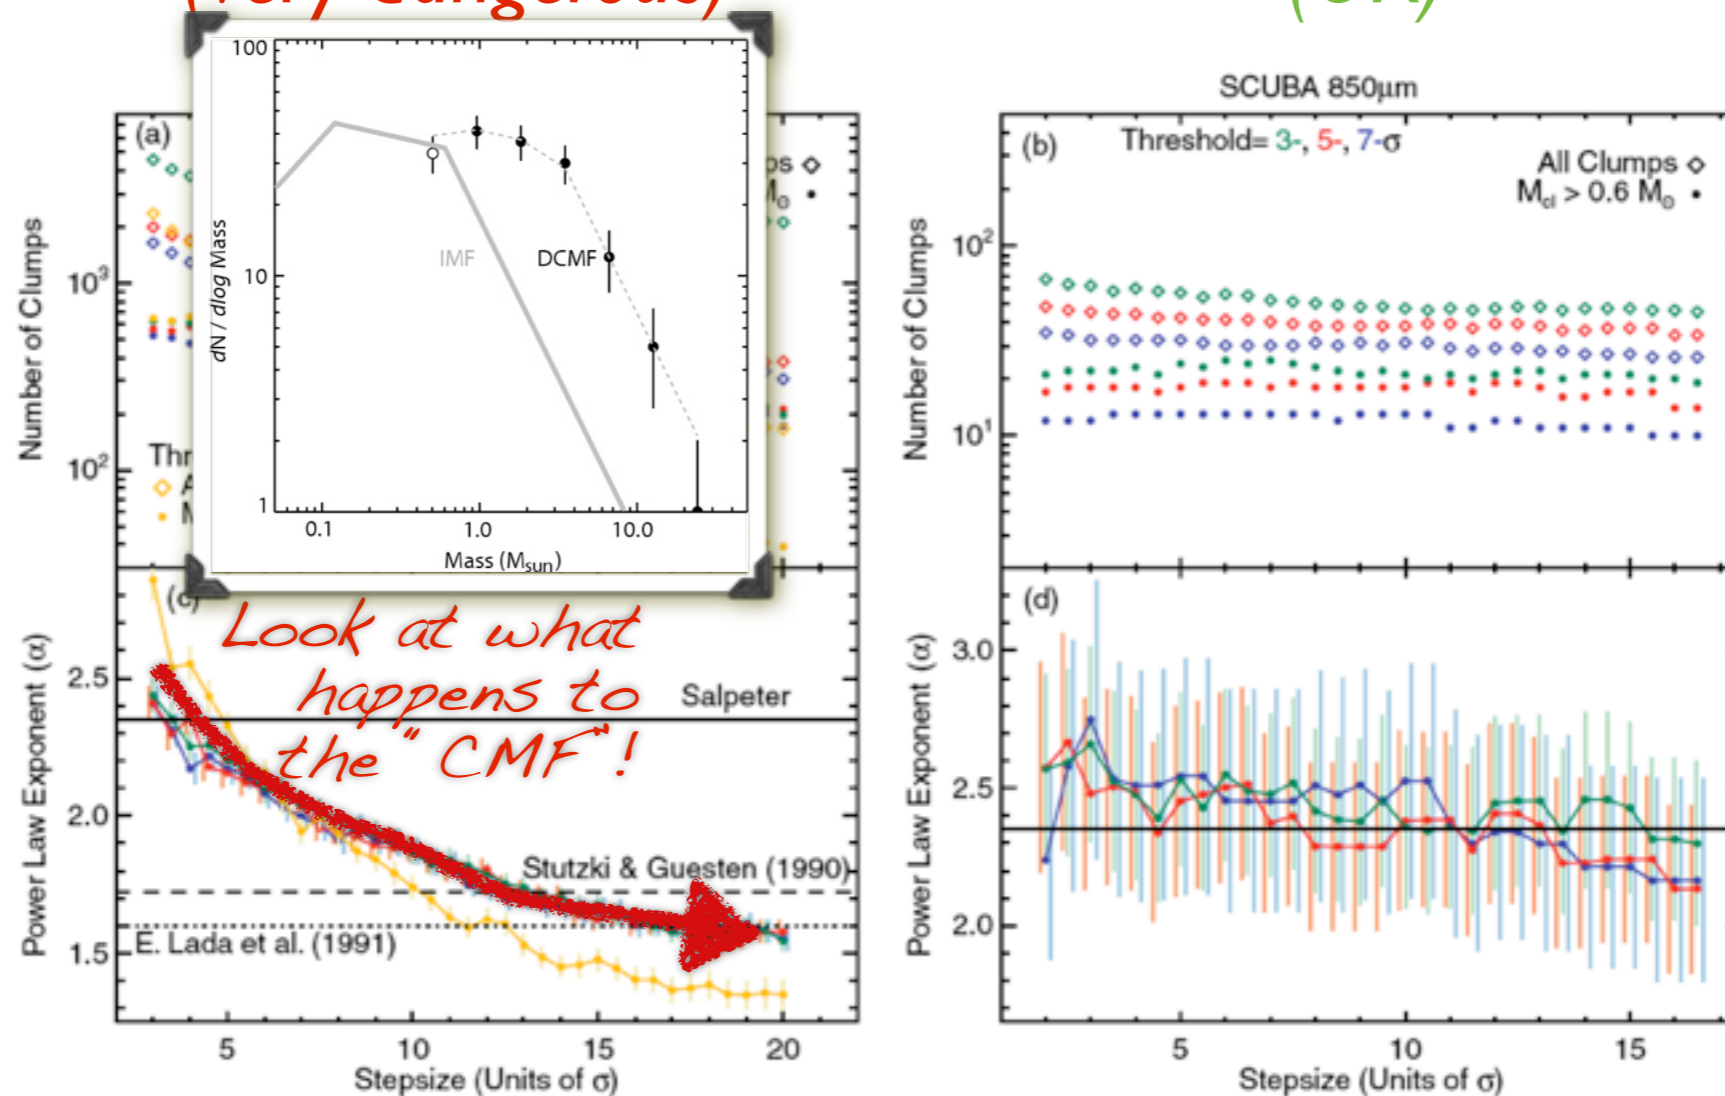 (very dangerous)
(OK)
100
10
1
dN / dlog Mass
IMF
DCMF
0.1
1.0
10.0
Mass (Msun)
(a)
Number of Clumps
10³
10²
ps ◇
M⊙ •
Thr
SCUBA 850μm
(b)
Threshold= 3-, 5-, 7-σ
All Clumps ◇
Mcl > 0.6 M⊙ •
Number of Clumps
10²
10¹
(c)
Look at what
happens to
the "CMF"!
Salpeter
Stutzki & Guesten (1990)
E. Lada et al. (1991)
Power Law Exponent (α)
2.5
2.0
1.5
5
10
15
20
Stepsize (Units of σ)
(d)
Power Law Exponent (α)
3.0
2.5
2.0
5
10
15
Stepsize (Units of σ)